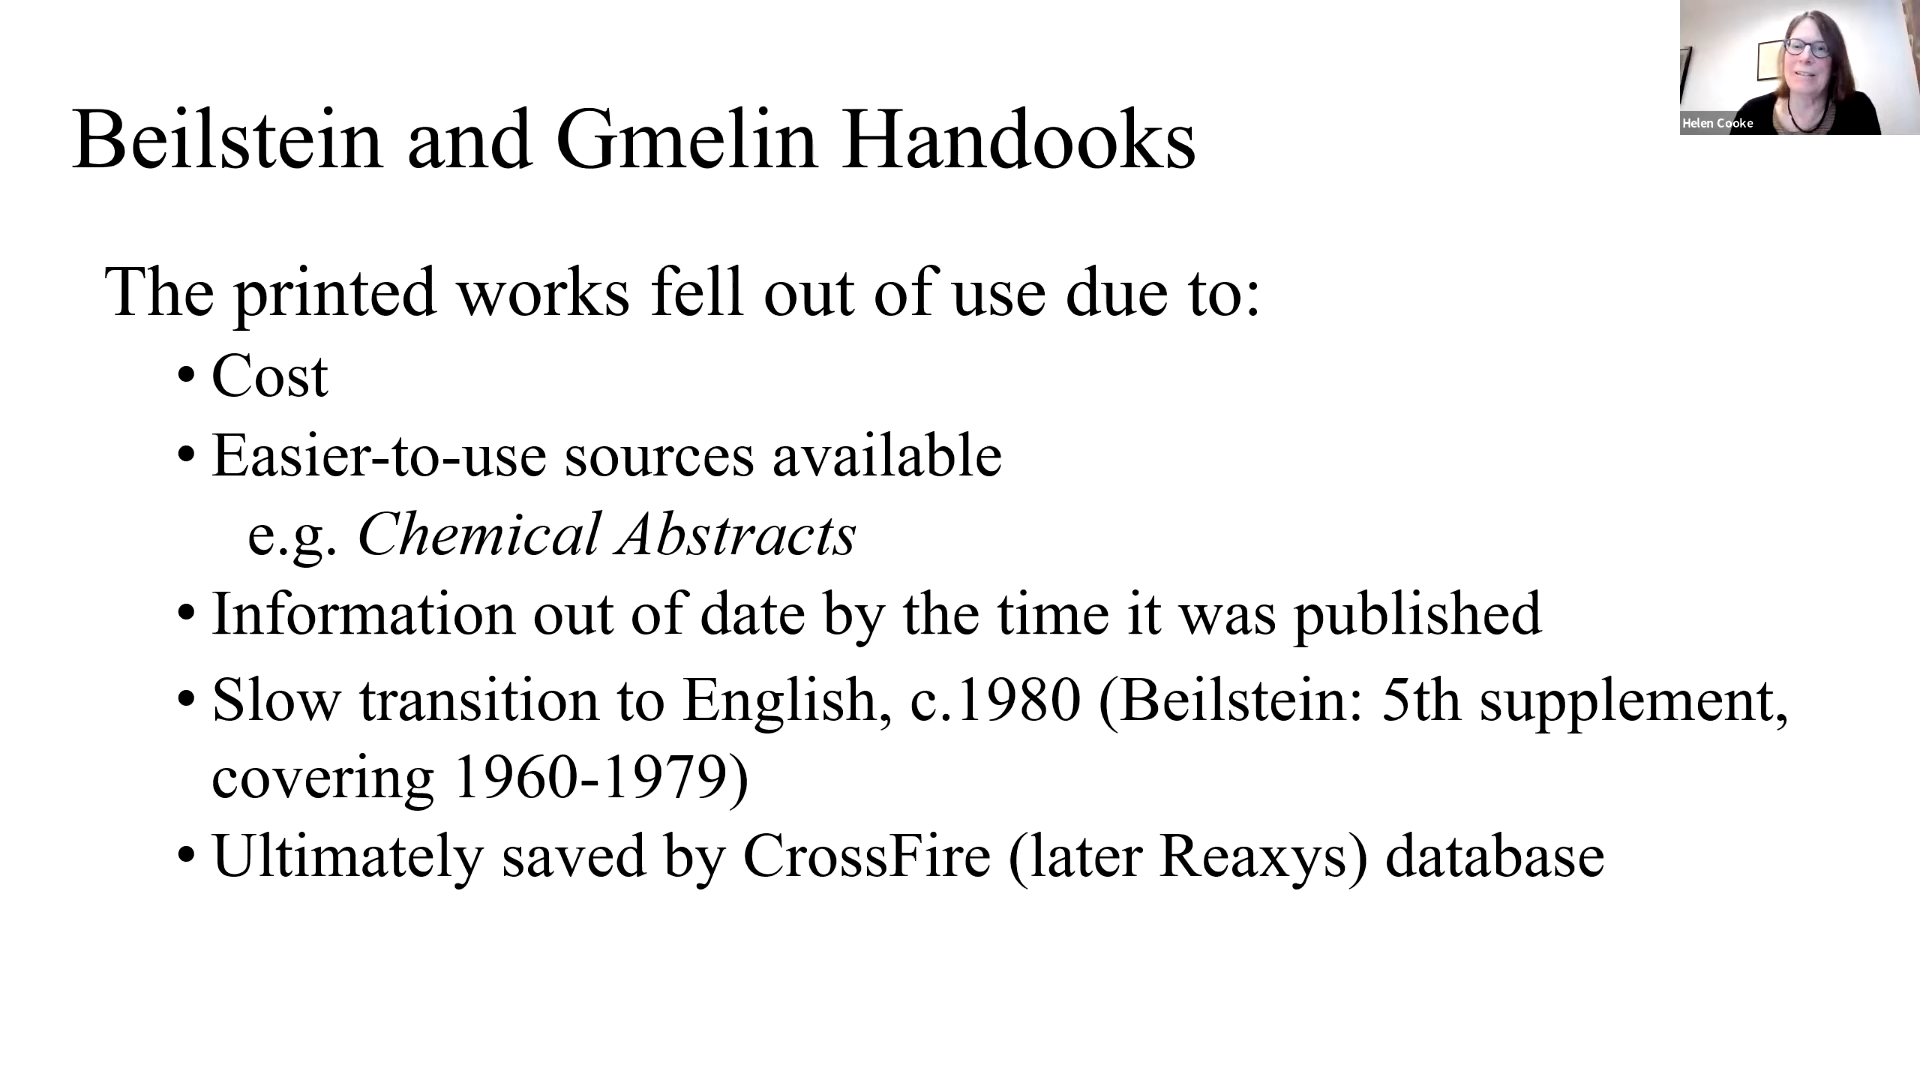 Helen Cooke
Beilstein and Gmelin Handooks
The printed works fell out of use due to:
• Cost
• Easier-to-use sources available
e.g. Chemical Abstracts
• Information out of date by the time it was published
• Slow transition to English, c.1980 (Beilstein: 5th supplement,
covering 1960-1979)
• Ultimately saved by CrossFire (later Reaxys) database